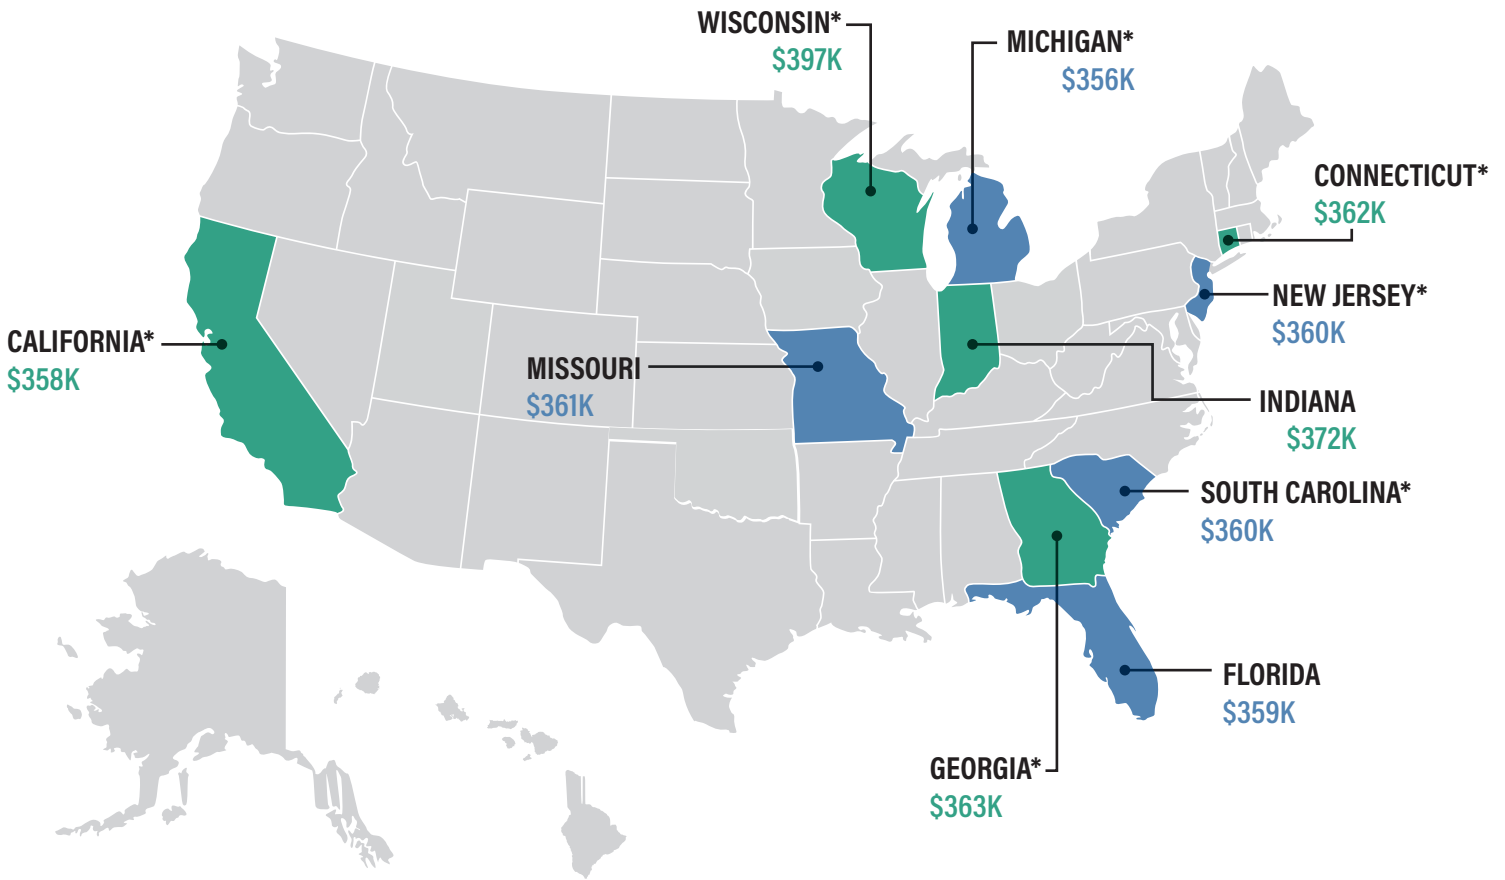 WISCONSIN*
$397K
MICHIGAN*
$356K
CONNECTICUT*
$362K
NEW JERSEY*
$360K
CALIFORNIA*
$358K
MISSOURI
$361K
INDIANA
$372K
SOUTH CAROLINA*
$360K
FLORIDA
$359K
GEORGIA*
$363K